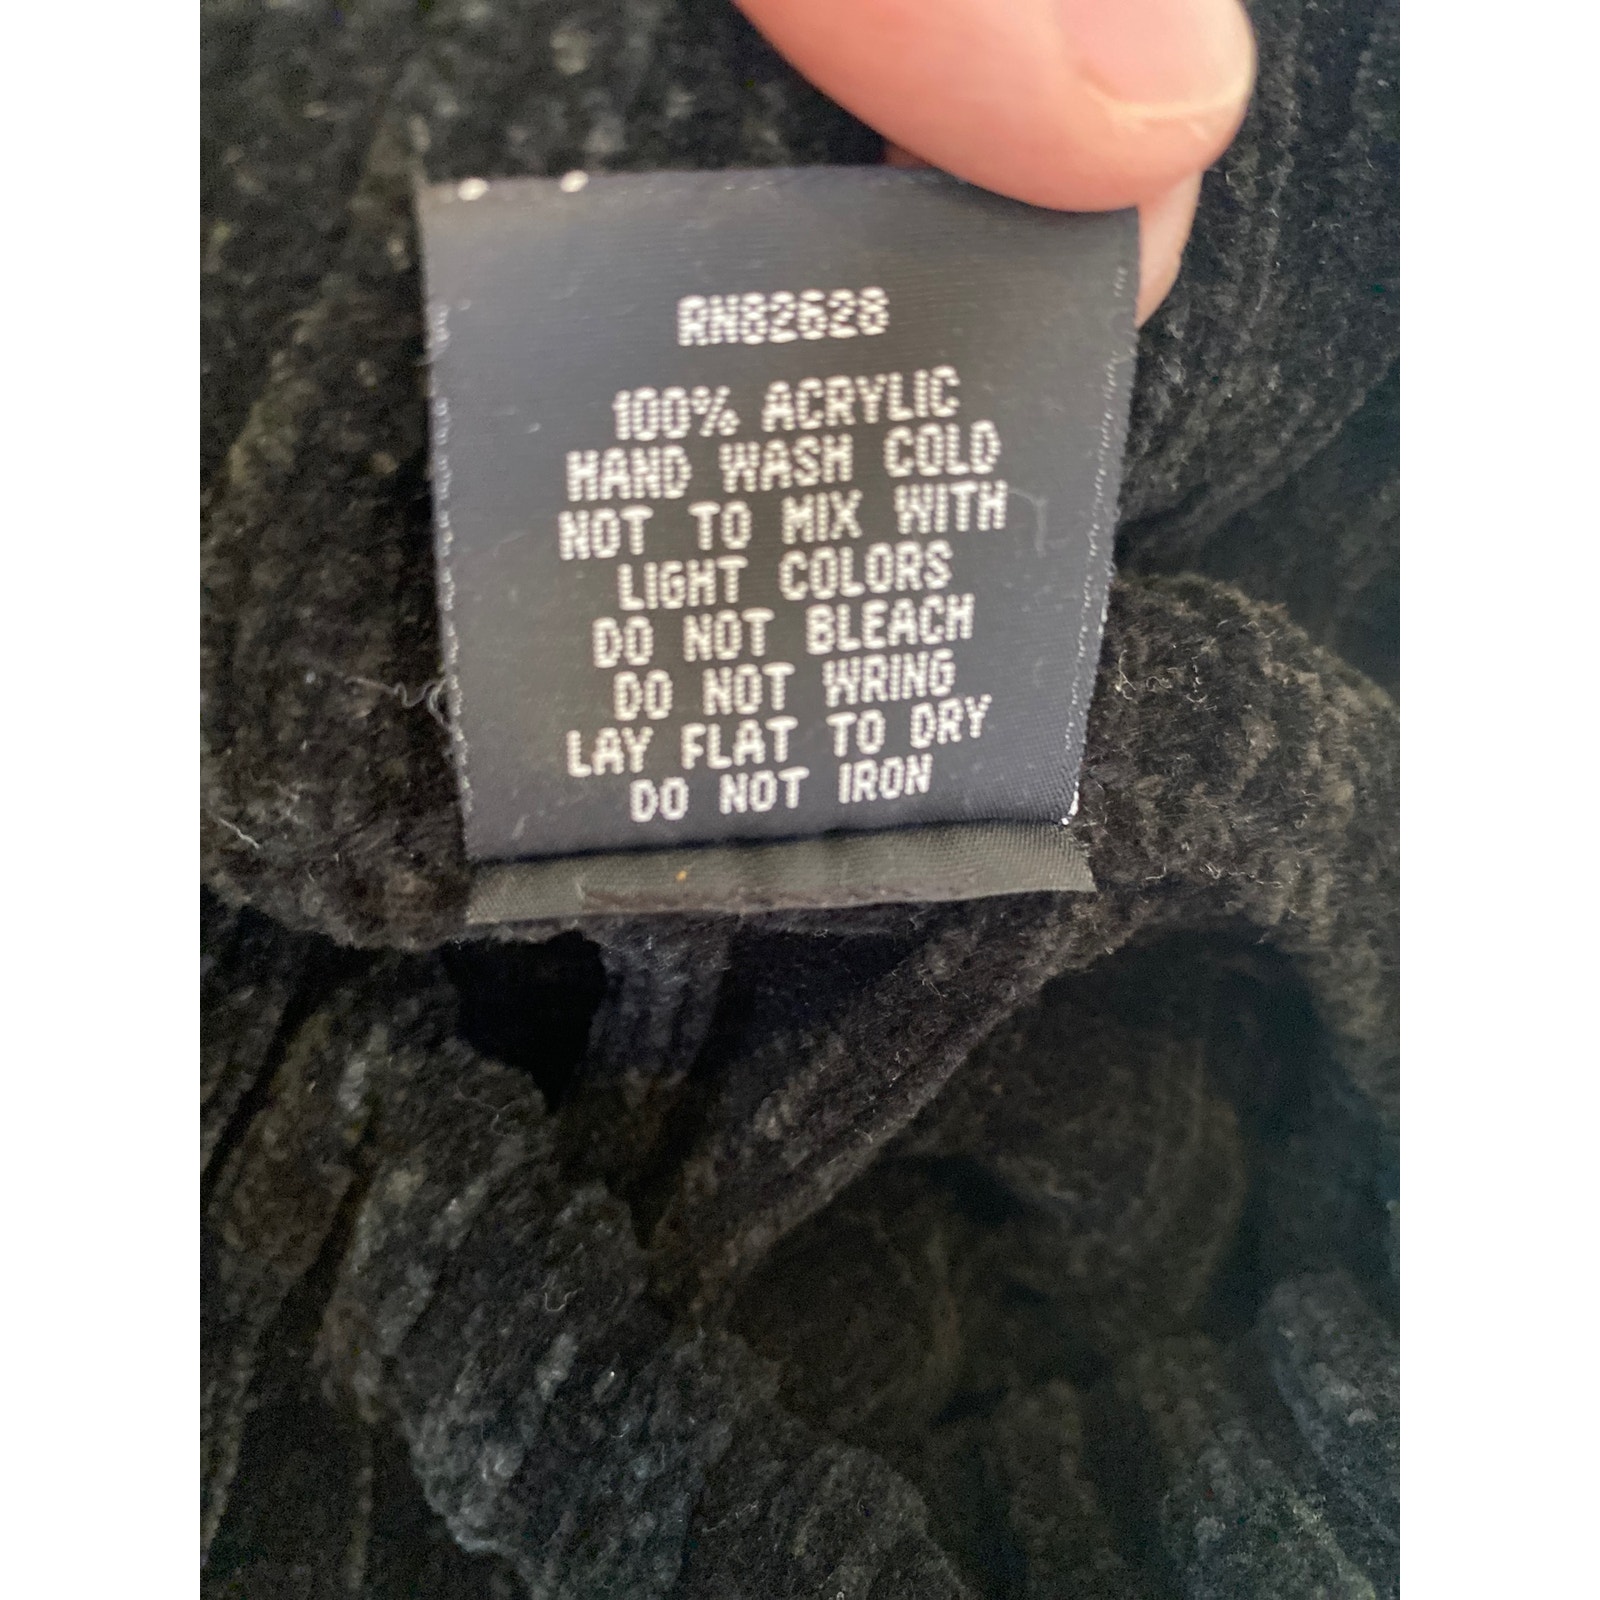 RN82628
100% ACRYLIC
HAND WASH COLD
NOT TO MIX WITH
LIGHT COLORS
DO NOT BLEACH
DO NOT WRING
LAY FLAT TO DRY
DO NOT IRON